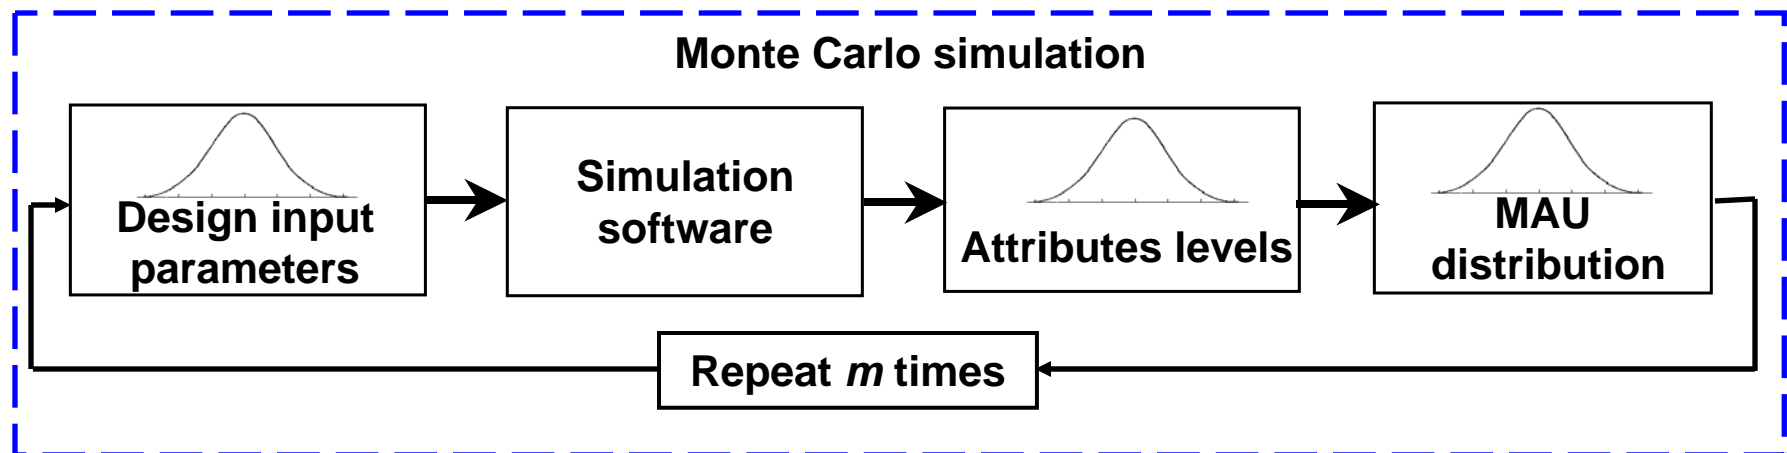 Monte Carlo simulation
Design input
parameters
Simulation
software
Attributes levels
MAU
distribution
Repeat m times